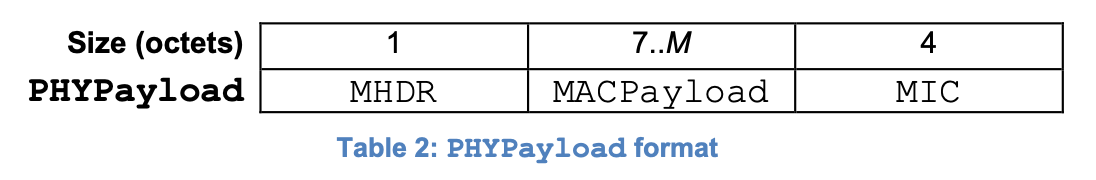 Size (octets) 1 7..M 4
PHYPayload MHDR MACPayload MIC
Table 2: PHYPayload format